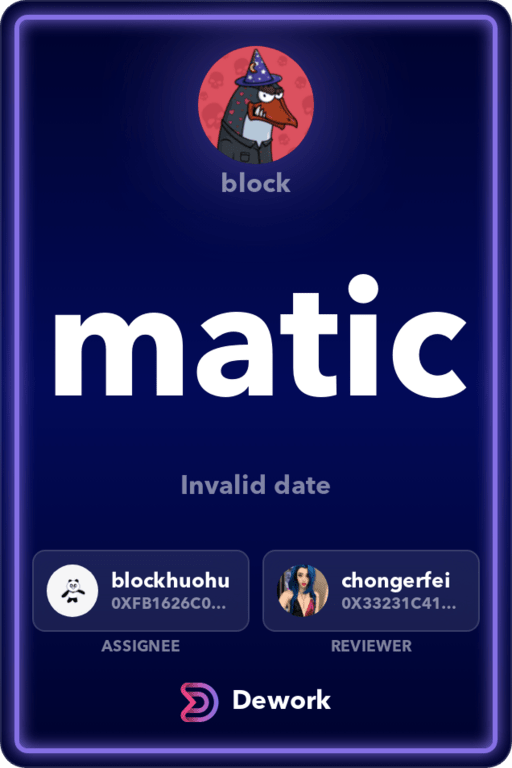 block
matic
Invalid date
blockhuohu
0XFB1626C0...
ASSIGNEE
chongerfei
0X33231C41...
REVIEWER
Dework